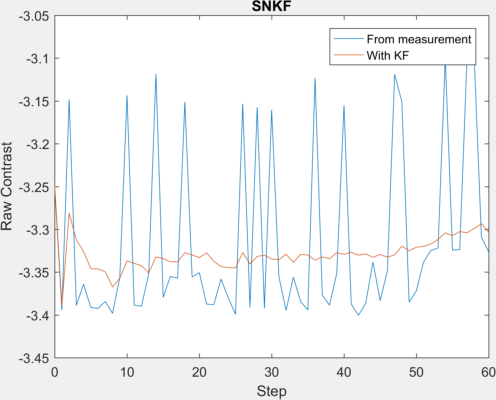 SNKF
-3.05
-3.1
-3.15
-3.2
-3.25
-3.3
-3.35
-3.4
-3.45
Raw Contrast
From measurement
With KF
0 10 20 30 40 50 60
Step